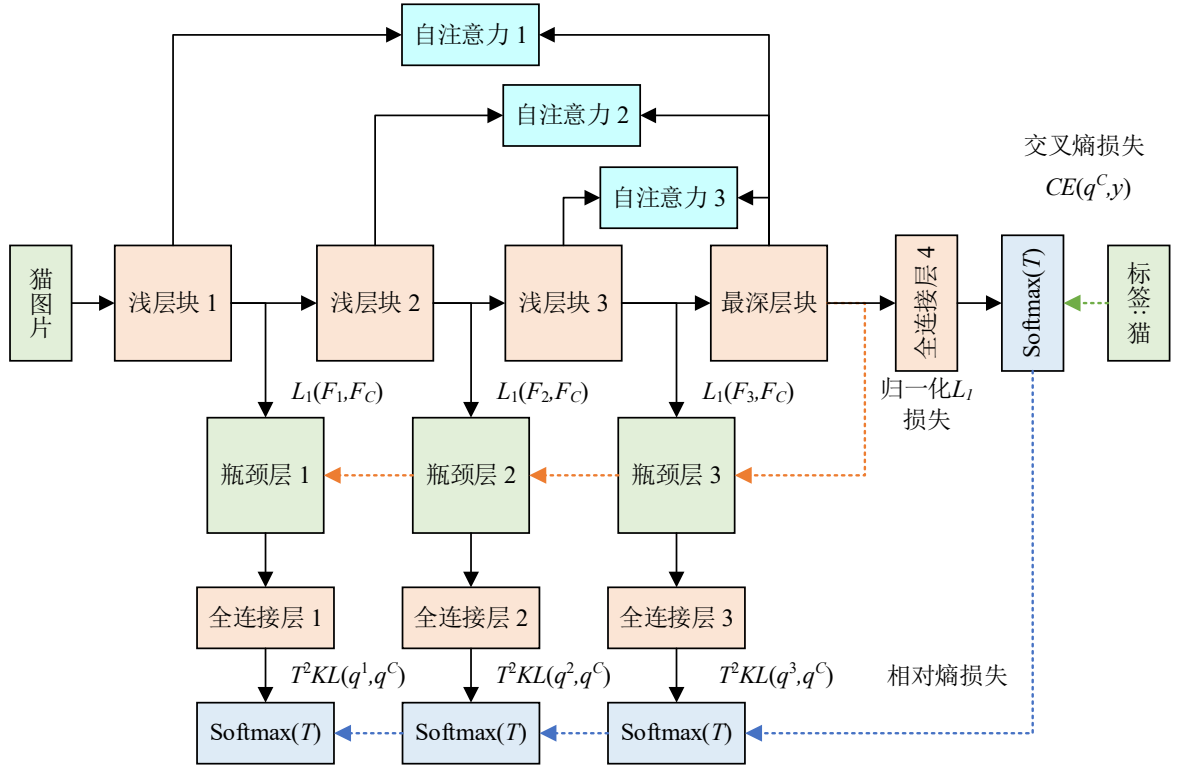 自注意力 1
自注意力 2
交叉熵损失
自注意力 3
CE(q^C,y)
猫图片
浅层块 1
浅层块 2
浅层块 3
最深层块
全连接层 4
Softmax(T)
标签:猫
L₁(F₁,F_C)
L₁(F₂,F_C)
L₁(F₃,F_C)
归一化L₁
损失
瓶颈层 1
瓶颈层 2
瓶颈层 3
全连接层 1
全连接层 2
全连接层 3
T²KL(q¹,q^C)
T²KL(q²,q^C)
T²KL(q³,q^C)
相对熵损失
Softmax(T)
Softmax(T)
Softmax(T)